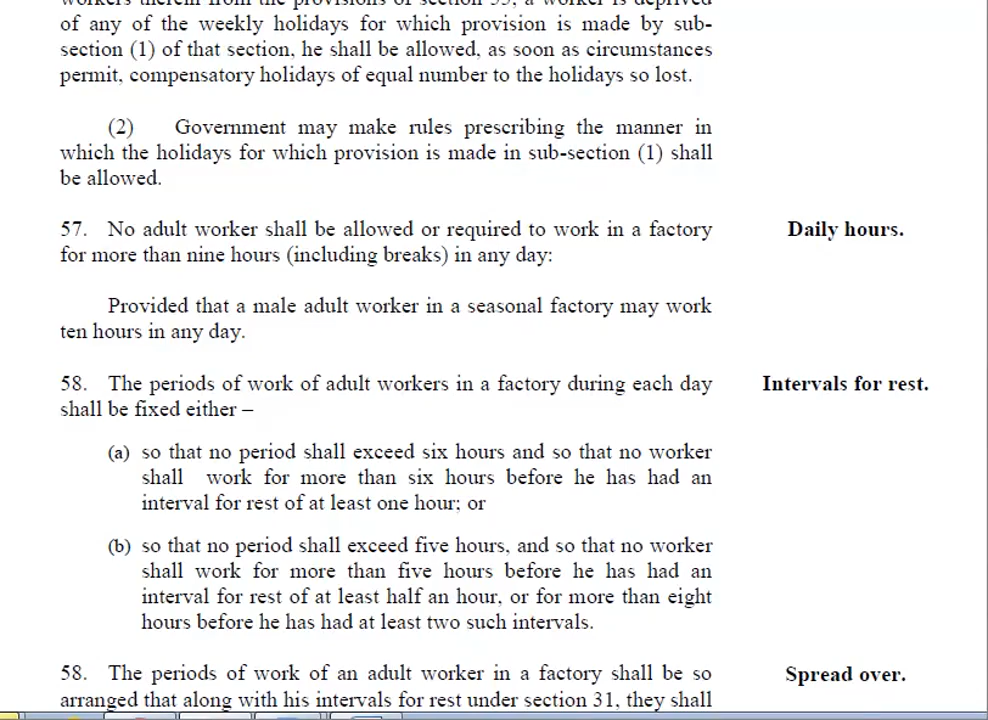 workers therein from the provisions of section 55, a worker is deprived
of any of the weekly holidays for which provision is made by sub-
section (1) of that section, he shall be allowed, as soon as circumstances
permit, compensatory holidays of equal number to the holidays so lost.
(2) Government may make rules prescribing the manner in
which the holidays for which provision is made in sub-section (1) shall
be allowed.
57. No adult worker shall be allowed or required to work in a factory Daily hours.
for more than nine hours (including breaks) in any day:
Provided that a male adult worker in a seasonal factory may work
ten hours in any day.
58. The periods of work of adult workers in a factory during each day Intervals for rest.
shall be fixed either –
(a) so that no period shall exceed six hours and so that no worker
shall work for more than six hours before he has had an
interval for rest of at least one hour; or
(b) so that no period shall exceed five hours, and so that no worker
shall work for more than five hours before he has had an
interval for rest of at least half an hour, or for more than eight
hours before he has had at least two such intervals.
58. The periods of work of an adult worker in a factory shall be so Spread over.
arranged that along with his intervals for rest under section 31, they shall